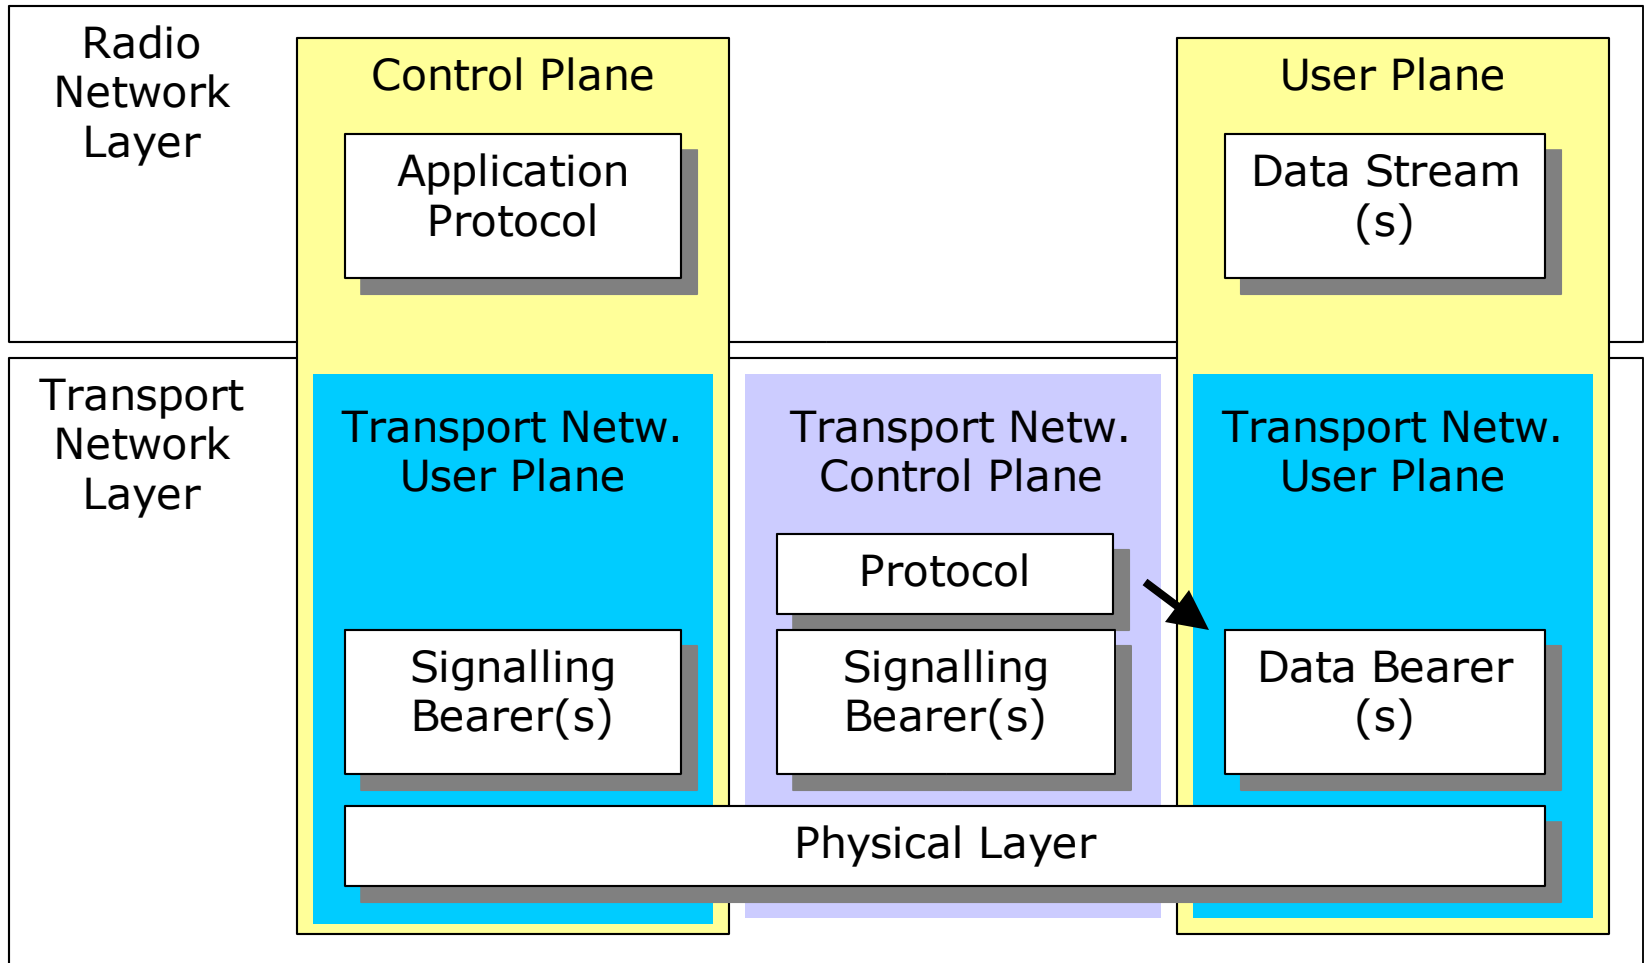 Radio
Network
Layer
Control Plane
Application
Protocol
User Plane
Data Stream
(s)
Transport
Network
Layer
Transport Netw.
User Plane
Signalling
Bearer(s)
Transport Netw.
Control Plane
Protocol
Signalling
Bearer(s)
Transport Netw.
User Plane
Data Bearer
(s)
Physical Layer